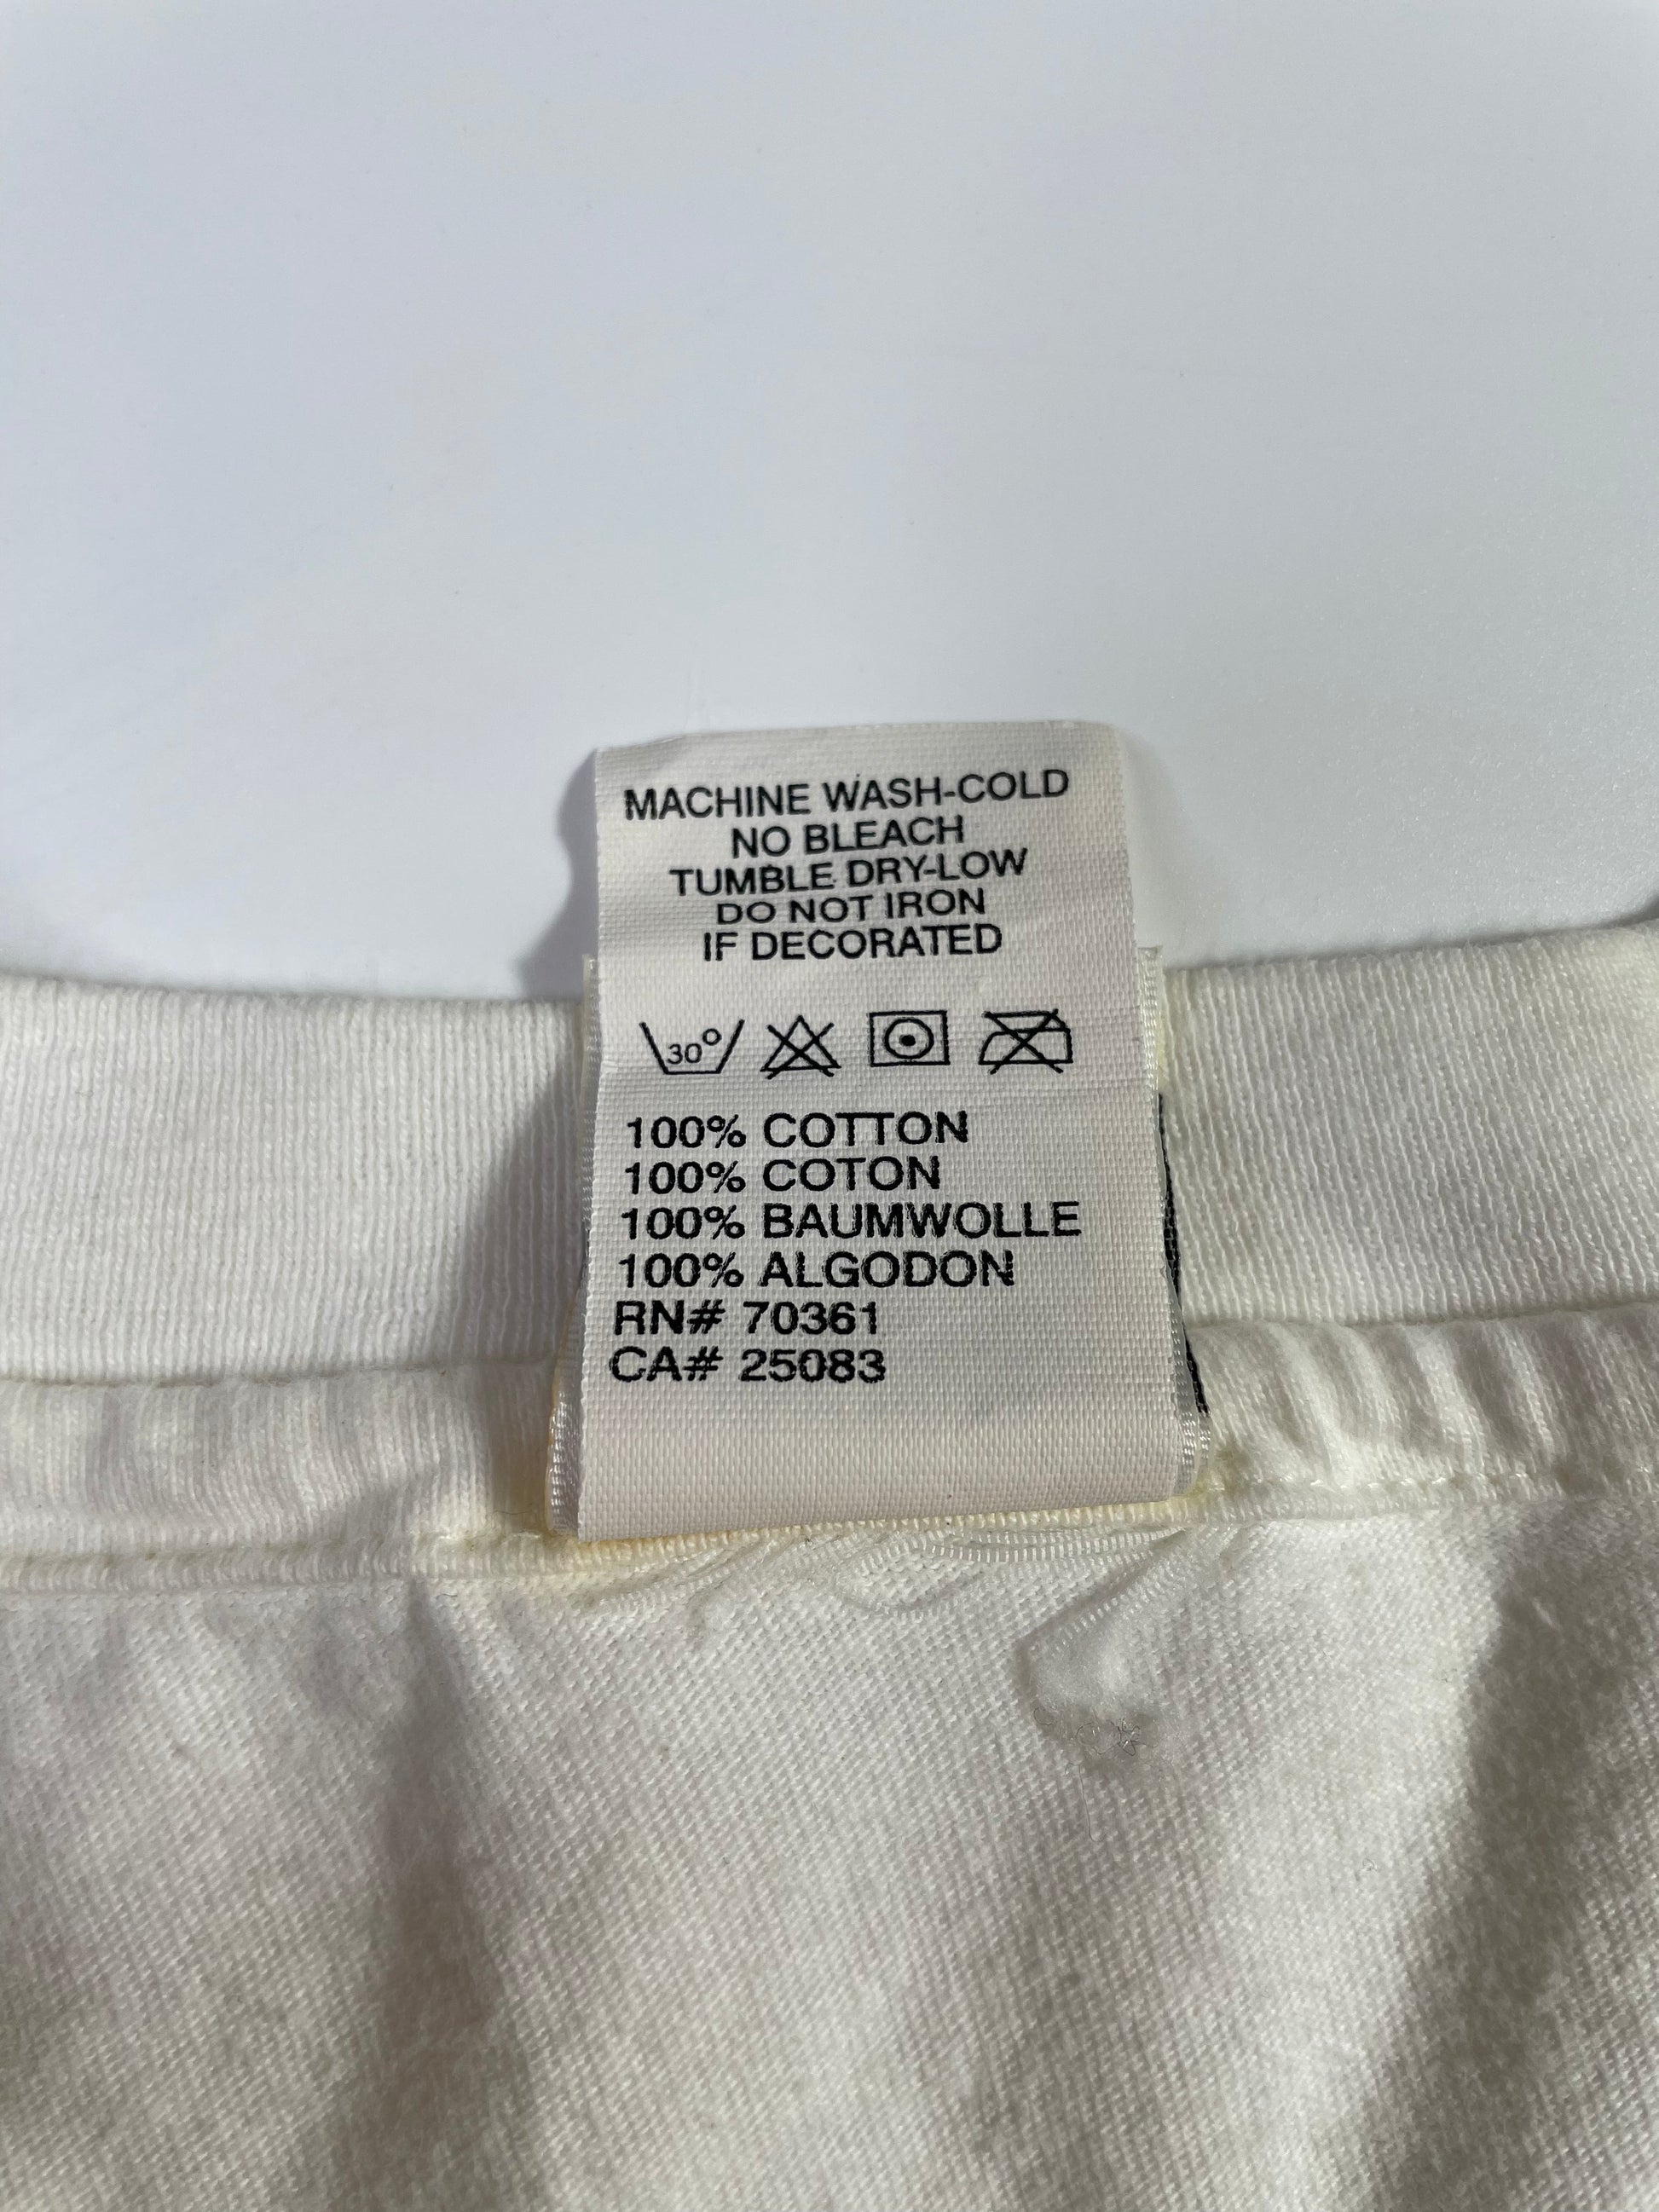 MACHINE WASH-COLD
NO BLEACH
TUMBLE DRY-LOW
DO NOT IRON
IF DECORATED
30°
100% COTTON
100% COTON
100% BAUMWOLLE
100% ALGODON
RN# 70361
CA# 25083